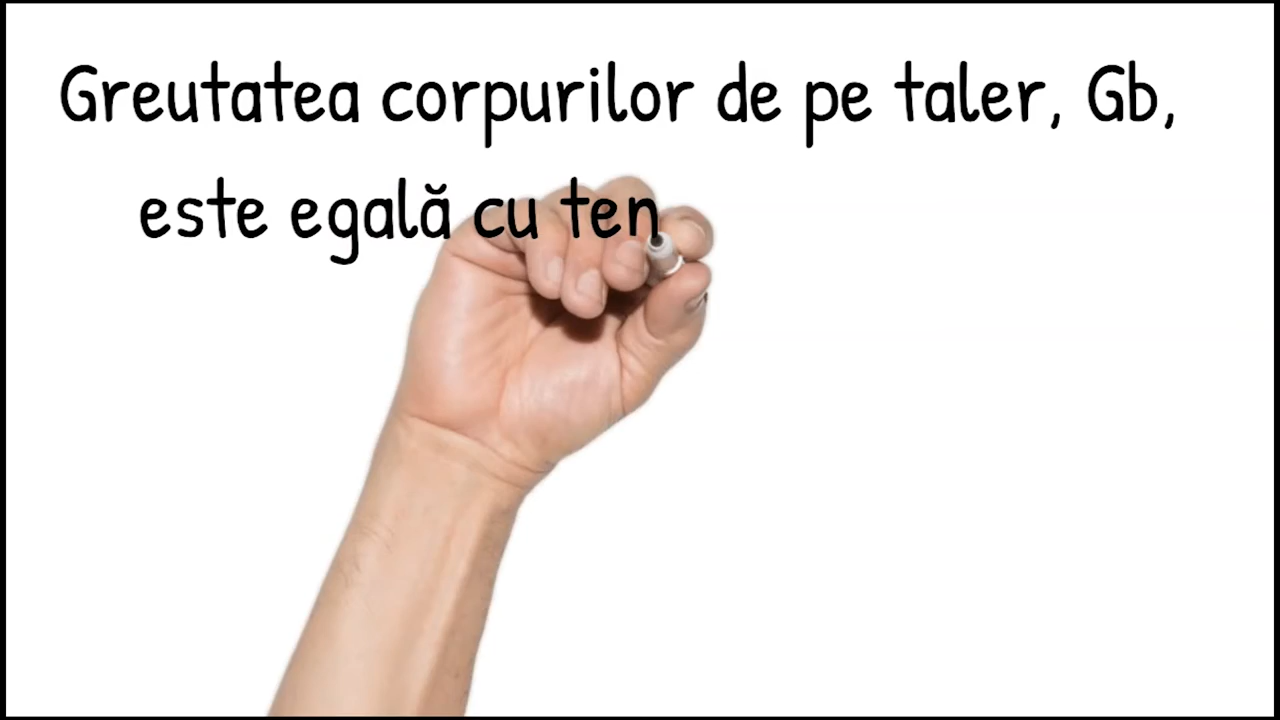 Greutatea corpurilor de pe taler, Gb,
este egală cu ten